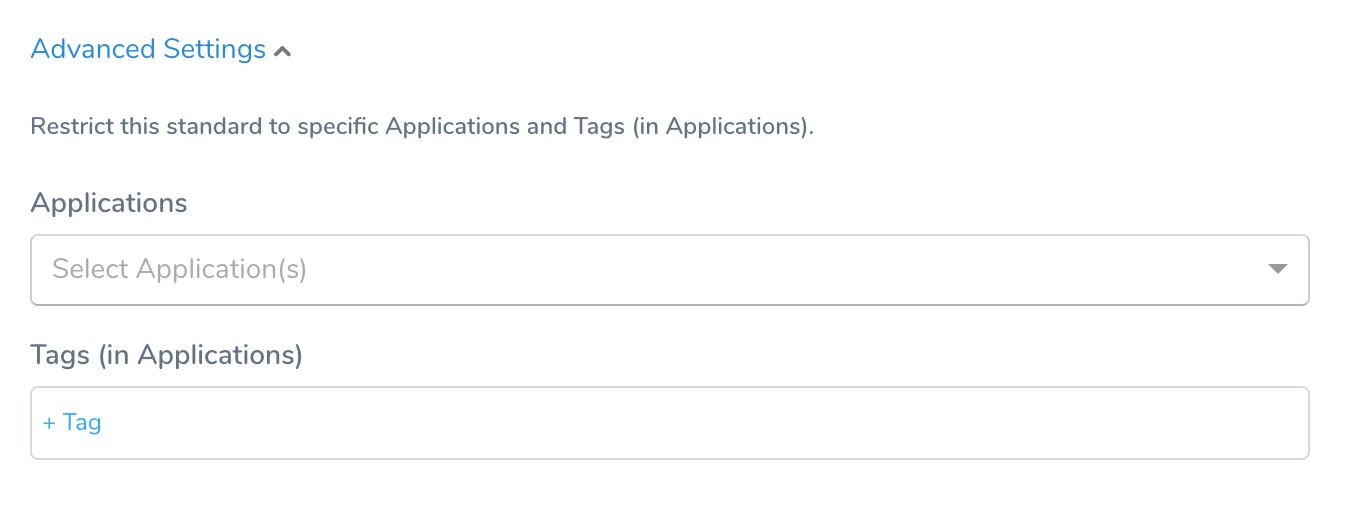 Advanced Settings
Restrict this standard to specific Applications and Tags (in Applications).
Applications
Select Application(s)
Tags (in Applications)
+ Tag